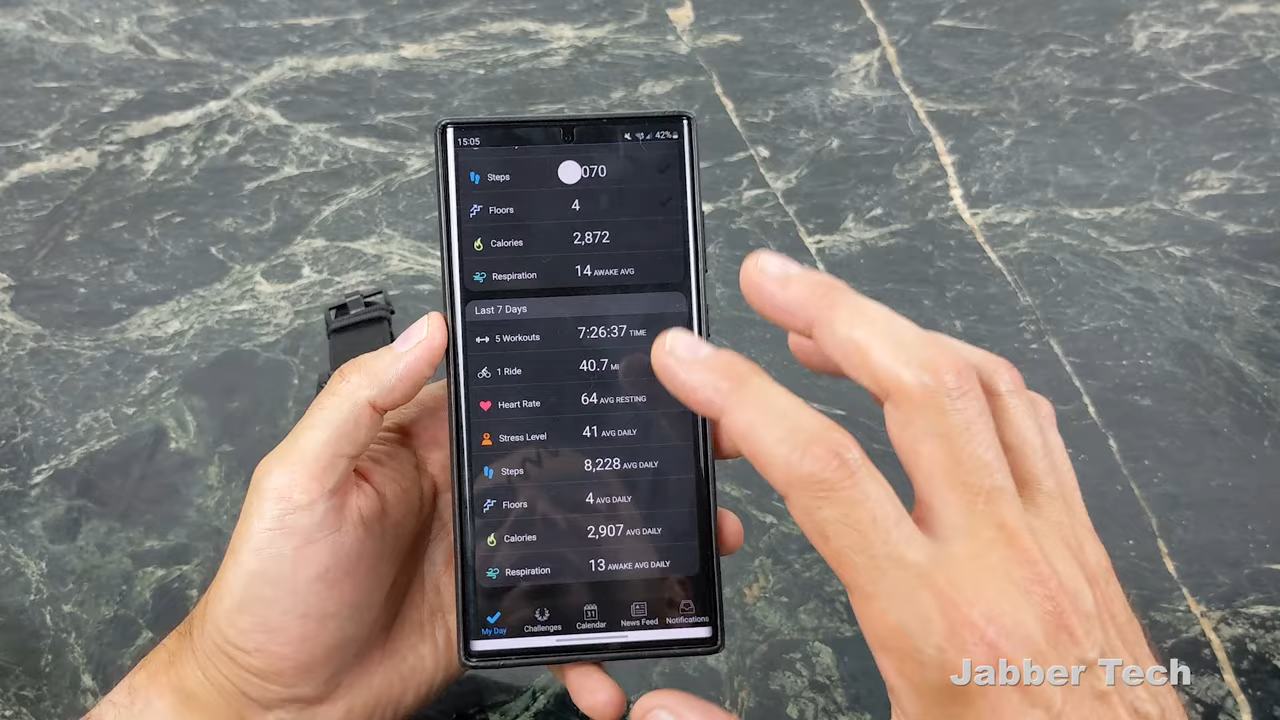 15:05 42%
Steps 070
Floors 4
Calories 2,872
Respiration 14 AWAKE AVG
Last 7 Days
5 Workouts 7:26:37 TIME
1 Ride 40.7 MI
Heart Rate 64 AVG RESTING
Stress Level 41 AVG DAILY
Steps 8,228 AVG DAILY
Floors 4 AVG DAILY
Calories 2,907 AVG DAILY
Respiration 13 AWAKE AVG DAILY
31
My Day Challenges Calendar News Feed Notifications
Jabber Tech